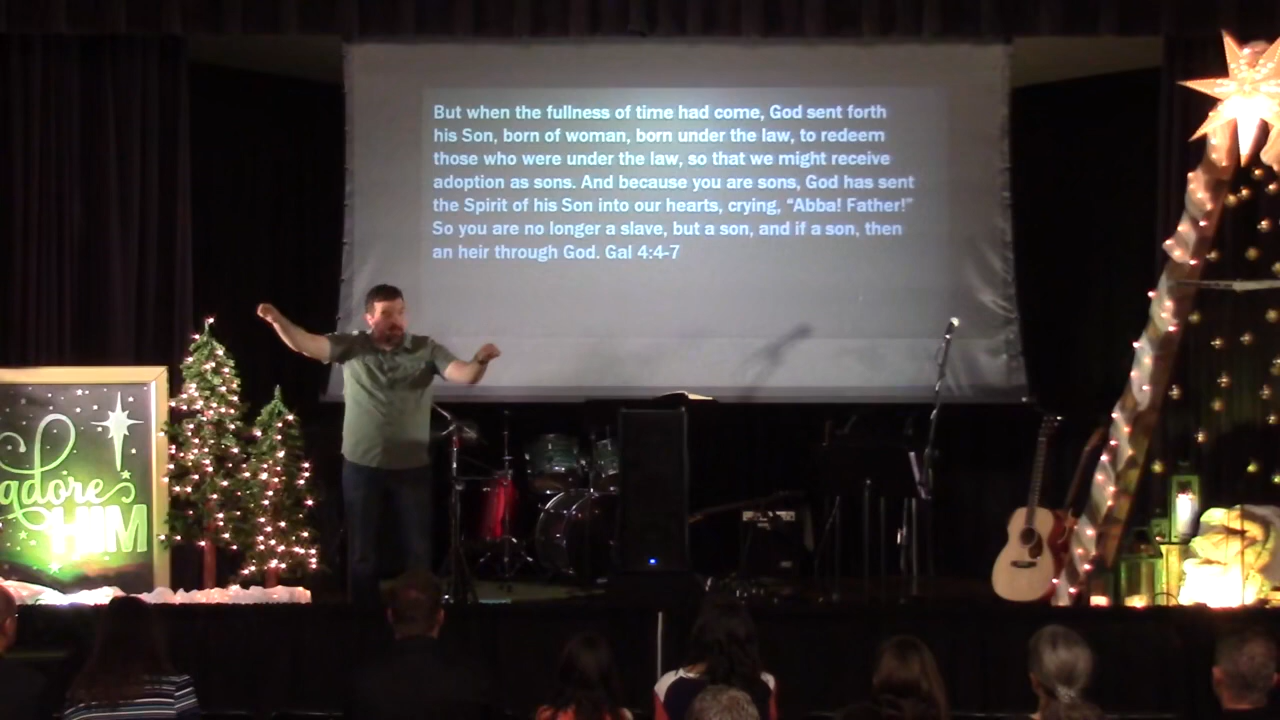 But when the fullness of time had come, God sent forth
his Son, born of woman, born under the law, to redeem
those who were under the law, so that we might receive
adoption as sons. And because you are sons, God has sent
the Spirit of his Son into our hearts, crying, “Abba! Father!”
So you are no longer a slave, but a son, and if a son, then
an heir through God. Gal 4:4-7
adore
HIM